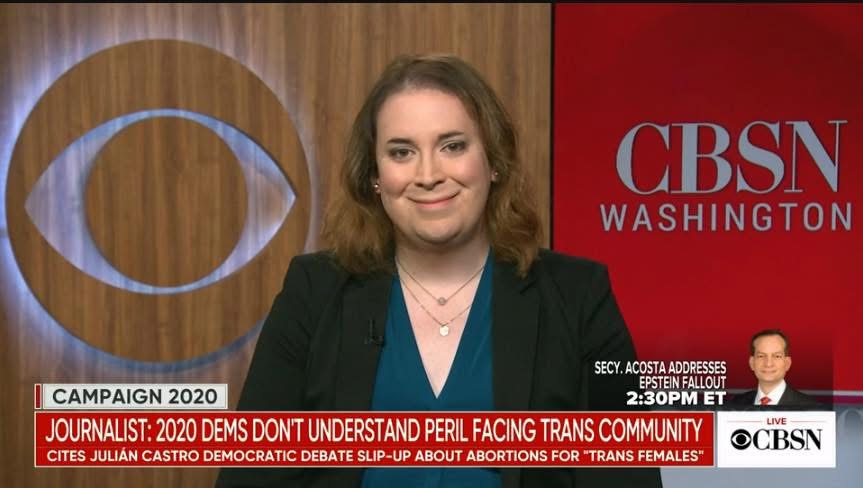 CBSN
WASHINGTON
SECY. ACOSTA ADDRESSES
EPSTEIN FALLOUT
2:30PM ET
CAMPAIGN 2020
JOURNALIST: 2020 DEMS DON'T UNDERSTAND PERIL FACING TRANS COMMUNITY
CITES JULIÁN CASTRO DEMOCRATIC DEBATE SLIP-UP ABOUT ABORTIONS FOR "TRANS FEMALES"
LIVE
CBSN